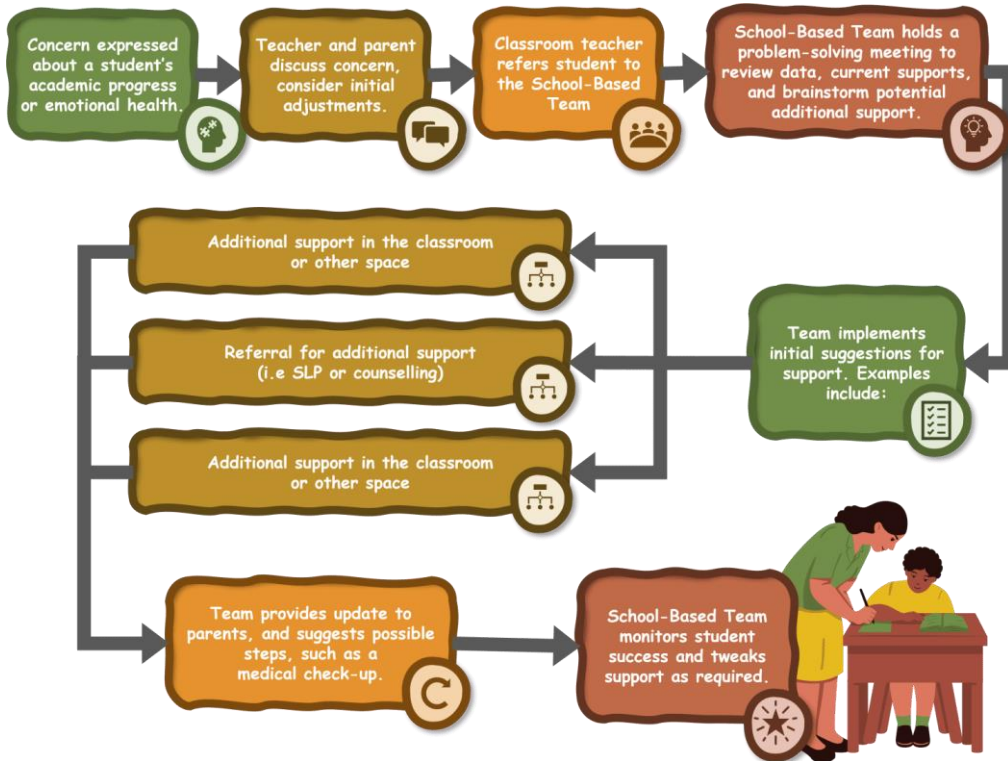 Concern expressed
about a student's
academic progress
or emotional health.
Teacher and parent
discuss concern,
consider initial
adjustments.
Classroom teacher
refers student to
the School-Based
Team
School-Based Team holds a
problem-solving meeting to
review data, current supports,
and brainstorm potential
additional support.
Team implements
initial suggestions for
support. Examples
include:
Additional support in the classroom
or other space
Referral for additional support
(i.e SLP or counselling)
Additional support in the classroom
or other space
Team provides update to
parents, and suggests possible
steps, such as a
medical check-up.
School-Based Team
monitors student
success and tweaks
support as required.